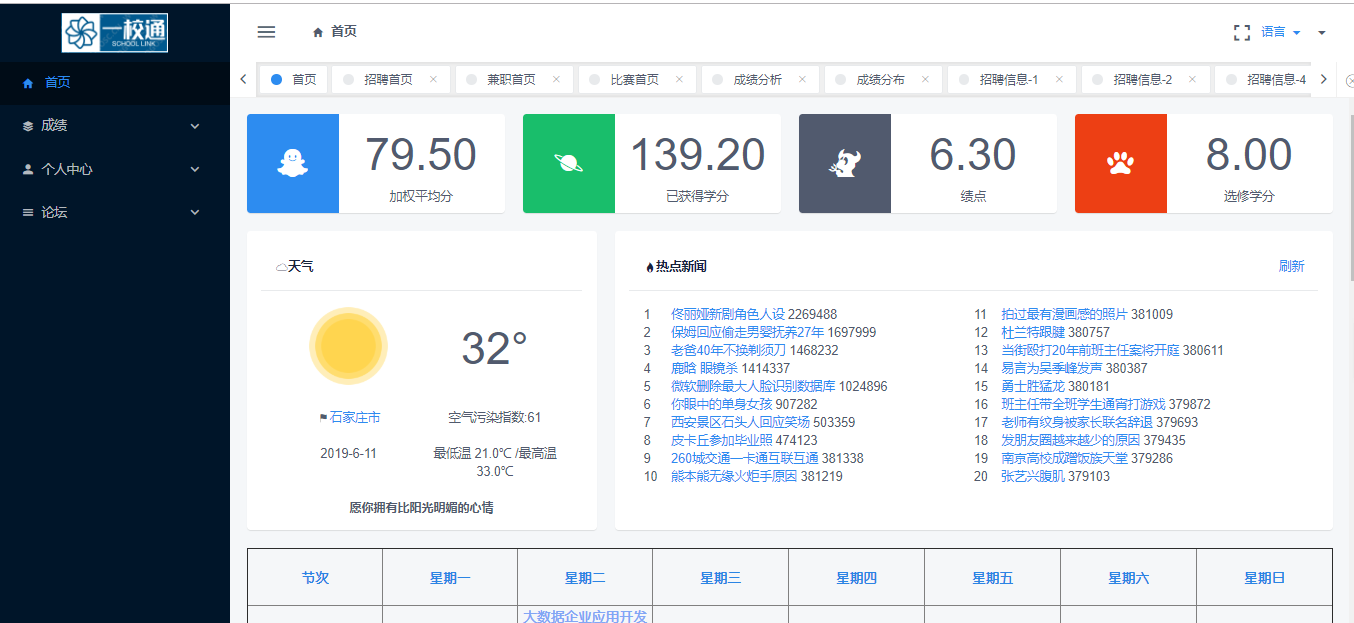 一校通
SCHOOL LINK
首页
语言
首页
成绩
个人中心
论坛
首页 招聘首页 兼职首页 比赛首页 成绩分析 成绩分布 招聘信息-1 招聘信息-2 招聘信息-4
79.50
加权平均分
139.20
已获得学分
6.30
绩点
8.00
选修学分
天气
32°
石家庄市
空气污染指数:61
2019-6-11
最低温 21.0℃ /最高温
33.0℃
愿你拥有比阳光明媚的心情
热点新闻
刷新
1 佟丽娅新剧角色人设 2269488
2 保姆回应偷走男婴抚养27年 1697999
3 老爸40年不换剃须刀 1468232
4 鹿晗 眼镜杀 1414337
5 微软删除最大人脸识别数据库 1024896
6 你眼中的单身女孩 907282
7 西安景区石头人回应笑场 503359
8 皮卡丘参加毕业照 474123
9 260城交通一卡通互联互通 381338
10 熊本熊无缘火炬手原因 381219
11 拍过最有漫画感的照片 381009
12 杜兰特跟腱 380757
13 当街殴打20年前班主任案将开庭 380611
14 易言为吴季峰发声 380387
15 勇士胜猛龙 380181
16 班主任带全班学生通宵打游戏 379872
17 老师有纹身被家长联名辞退 379693
18 发朋友圈越来越少的原因 379435
19 南京高校成蹭饭族天堂 379286
20 张艺兴腹肌 379103
节次 星期一 星期二 星期三 星期四 星期五 星期六 星期日
大数据企业应用开发